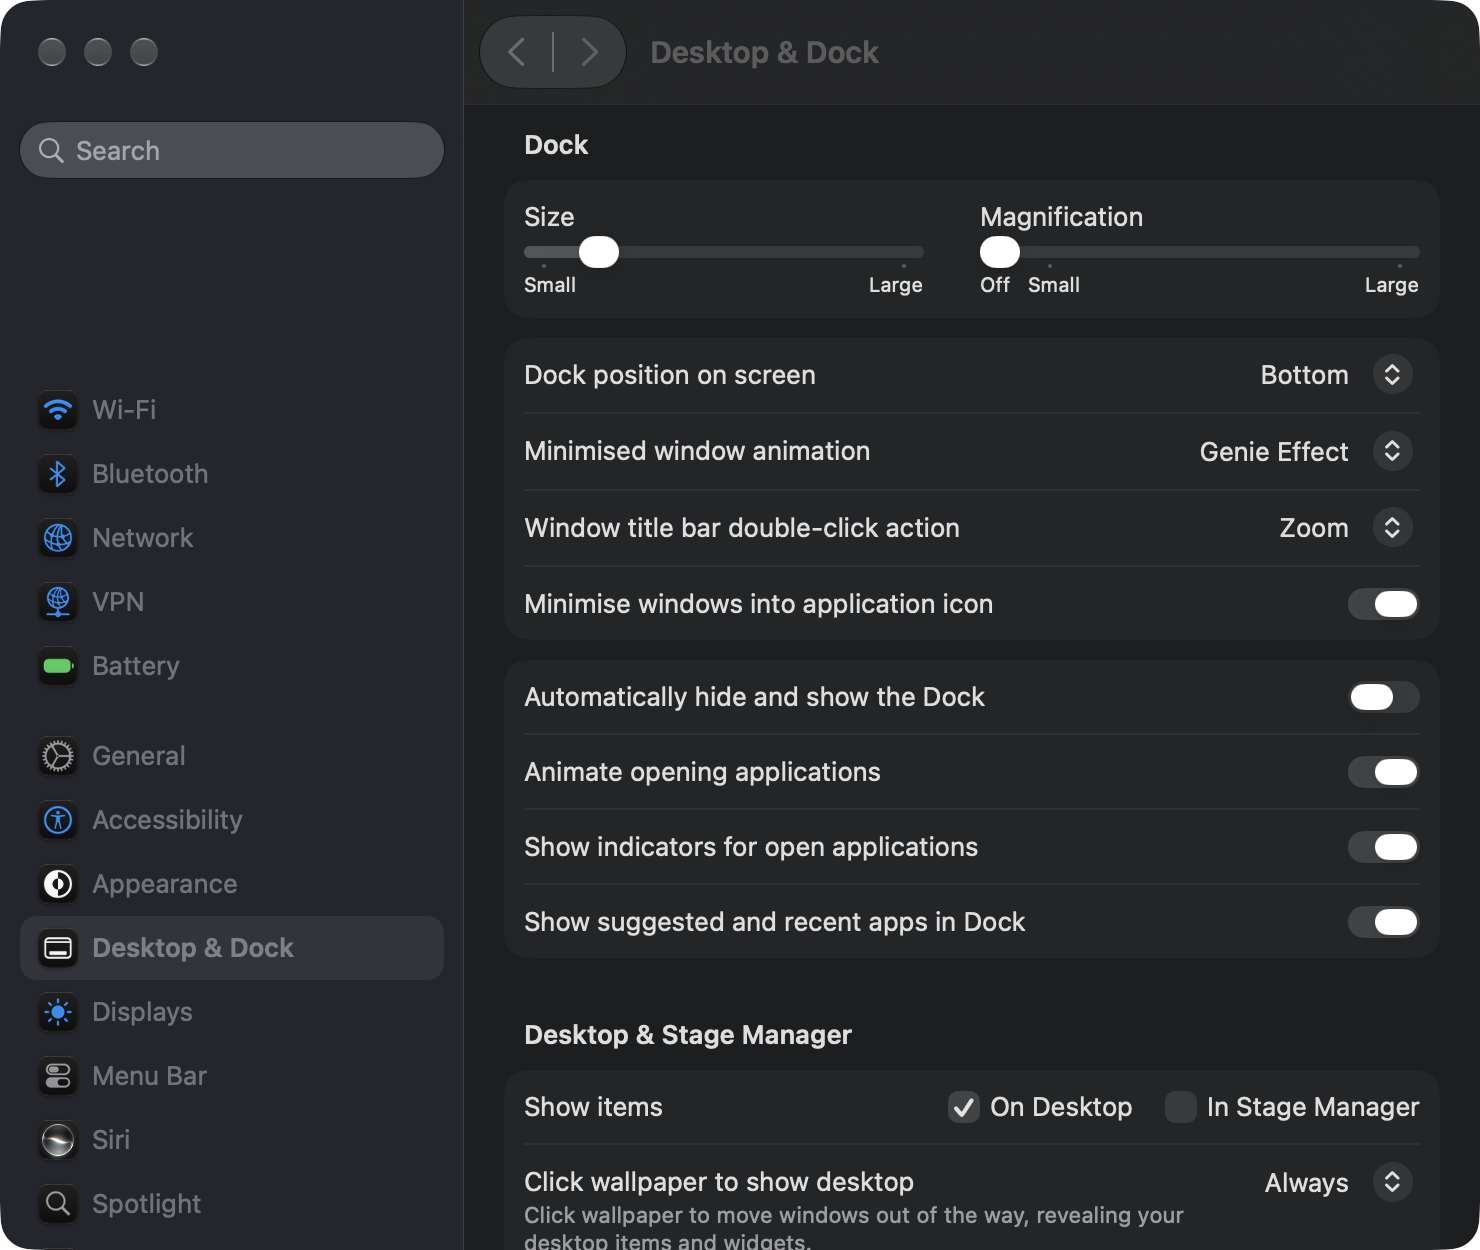 Search
Wi-Fi
Bluetooth
Network
VPN
Battery
General
Accessibility
Appearance
Desktop & Dock
Displays
Menu Bar
Siri
Spotlight
Desktop & Dock
Dock
Size
Small Large
Magnification
Off Small Large
Dock position on screen Bottom
Minimised window animation Genie Effect
Window title bar double-click action Zoom
Minimise windows into application icon
Automatically hide and show the Dock
Animate opening applications
Show indicators for open applications
Show suggested and recent apps in Dock
Desktop & Stage Manager
Show items On Desktop In Stage Manager
Click wallpaper to show desktop Always
Click wallpaper to move windows out of the way, revealing your
desktop items and widgets.